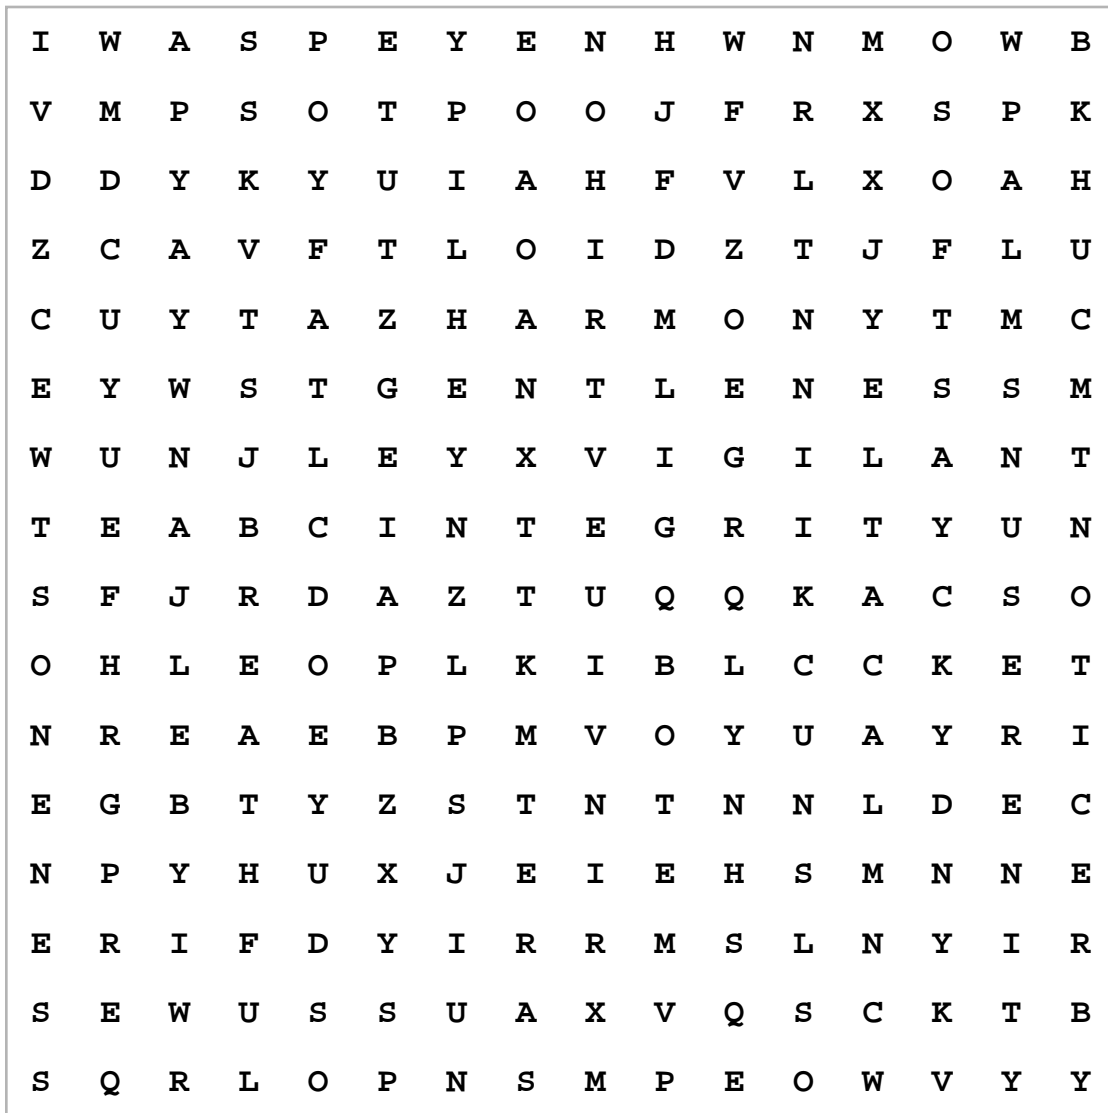 I W A S P E Y E N H W N M O W B
V M P S O T P O O J F R X S P K
D D Y K Y U I A H F V L X O A H
Z C A V F T L O I D Z T J F L U
C U Y T A Z H A R M O N Y T M C
E Y W S T G E N T L E N E S S M
W U N J L E Y X V I G I L A N T
T E A B C I N T E G R I T Y U N
S F J R D A Z T U Q Q K A C S O
O H L E O P L K I B L C C K E T
N R E A E B P M V O Y U A Y R I
E G B T Y Z S T N T N N L D E C
N P Y H U X J E I E H S M N N E
E R I F D Y I R R M S L N Y I R
S E W U S S U A X V Q S C K T B
S Q R L O P N S M P E O W V Y Y